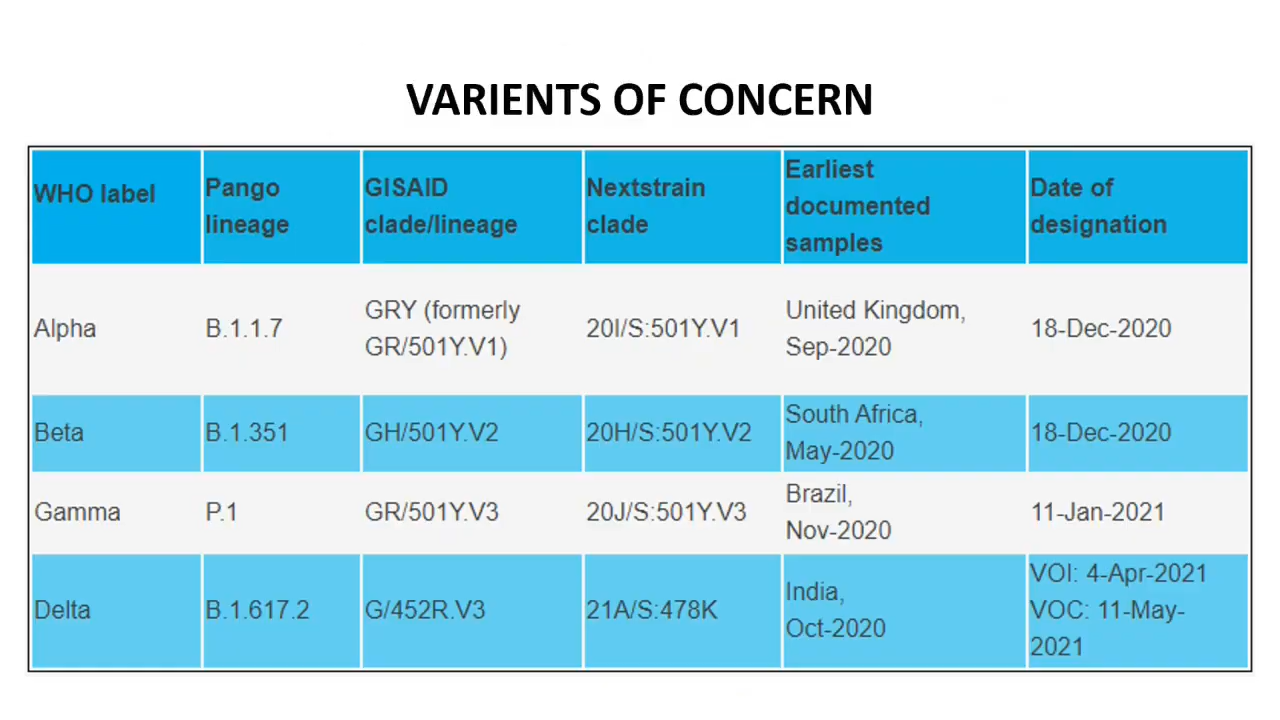 VARIENTS OF CONCERN
WHO label
Pango
lineage
GISAID
clade/lineage
Nextstrain
clade
Earliest
documented
samples
Date of
designation
Alpha
B.1.1.7
GRY (formerly
GR/501Y.V1)
20I/S:501Y.V1
United Kingdom,
Sep-2020
18-Dec-2020
Beta
B.1.351
GH/501Y.V2
20H/S:501Y.V2
South Africa,
May-2020
18-Dec-2020
Gamma
P.1
GR/501Y.V3
20J/S:501Y.V3
Brazil,
Nov-2020
11-Jan-2021
Delta
B.1.617.2
G/452R.V3
21A/S:478K
India,
Oct-2020
VOI: 4-Apr-2021
VOC: 11-May-
2021